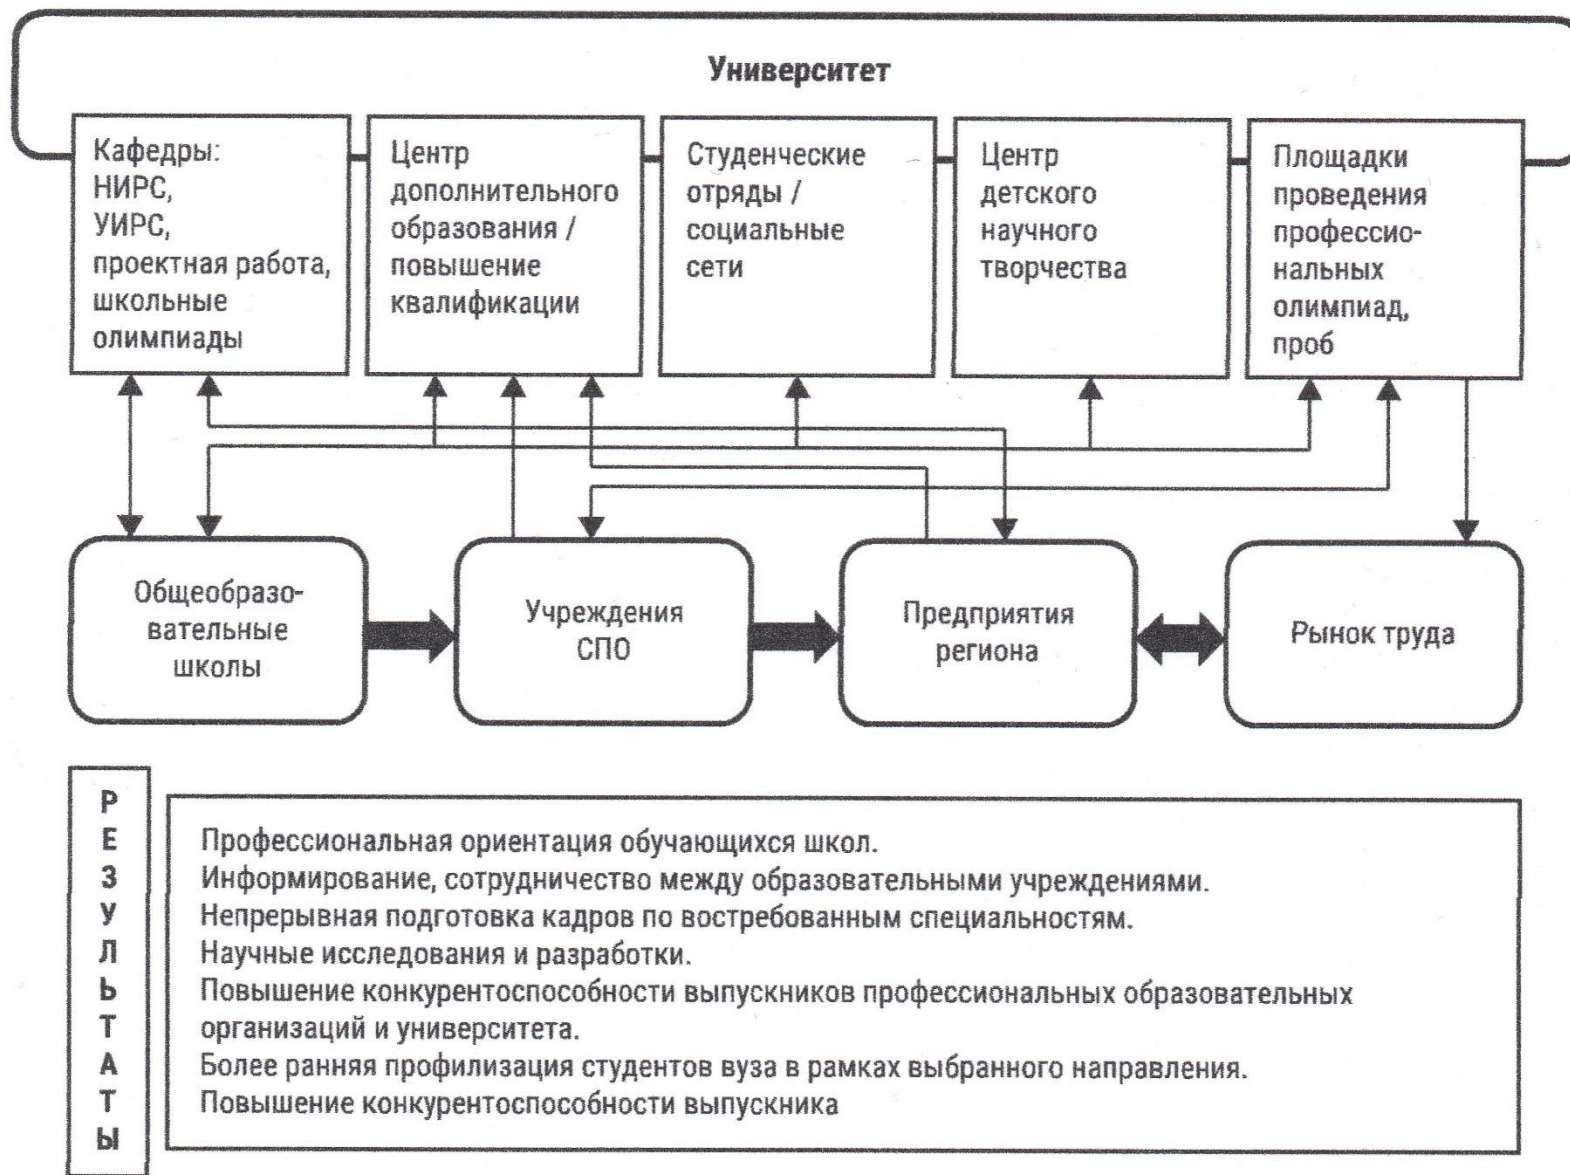 Университет
Кафедры:
НИРС,
УИРС,
проектная работа,
школьные
олимпиады
Центр
дополнительного
образования /
повышение
квалификации
Студенческие
отряды /
социальные
сети
Центр
детского
научного
творчества
Площадки
проведения
профессио-
нальных
олимпиад,
проб
Общеобразо-
вательные
школы
Учреждения
СПО
Предприятия
региона
Рынок труда
Р
Е
З
У
Л
Ь
Т
А
Т
Ы
Профессиональная ориентация обучающихся школ.
Информирование, сотрудничество между образовательными учреждениями.
Непрерывная подготовка кадров по востребованным специальностям.
Научные исследования и разработки.
Повышение конкурентоспособности выпускников профессиональных образовательных
организаций и университета.
Более ранняя профилизация студентов вуза в рамках выбранного направления.
Повышение конкурентоспособности выпускника